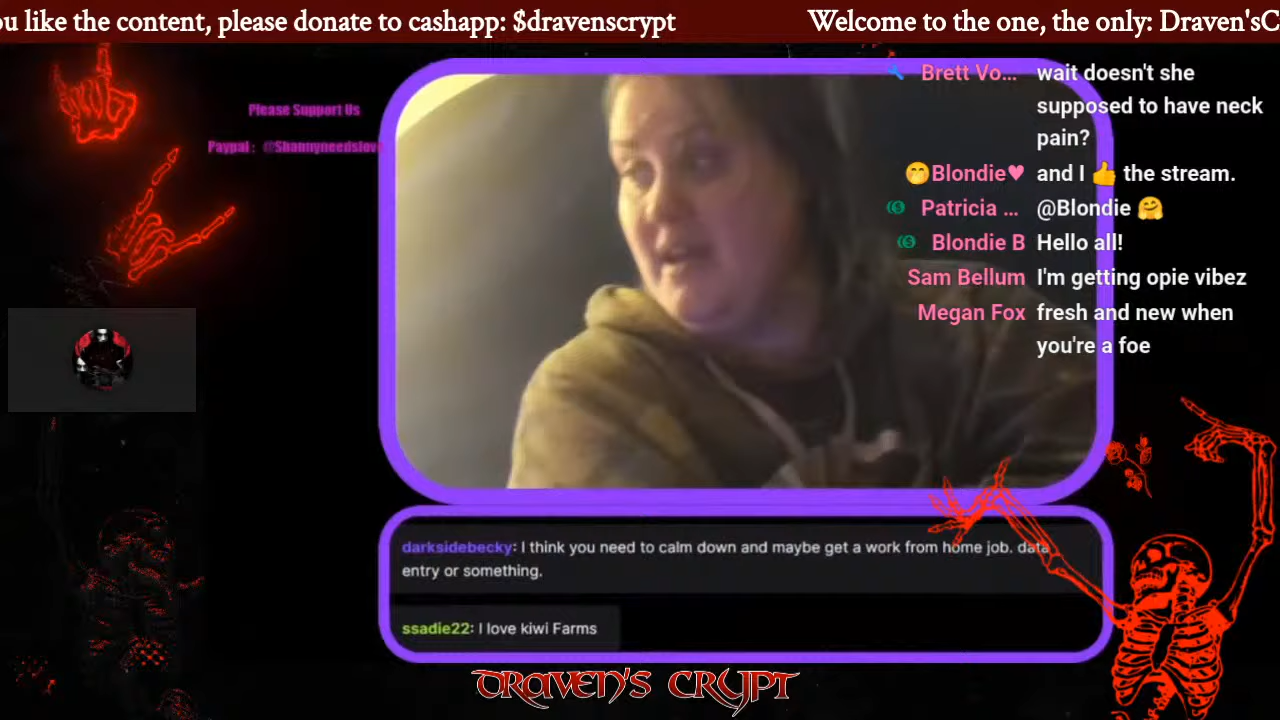 ou like the content, please donate to cashapp: $dravenscrypt
Welcome to the one, the only: Draven'sC
Please Support Us
Paypal : @Shannyneedslove
Brett Vo… wait doesn't she
supposed to have neck
pain?
🤭Blondie♥ and I 👍 the stream.
Patricia … @Blondie 🤗
Blondie B Hello all!
Sam Bellum I'm getting opie vibez
Megan Fox fresh and new when
you're a foe
darksidebecky: I think you need to calm down and maybe get a work from home job. data
entry or something.
ssadie22: I love kiwi Farms
DRAVEN'S CRYPT